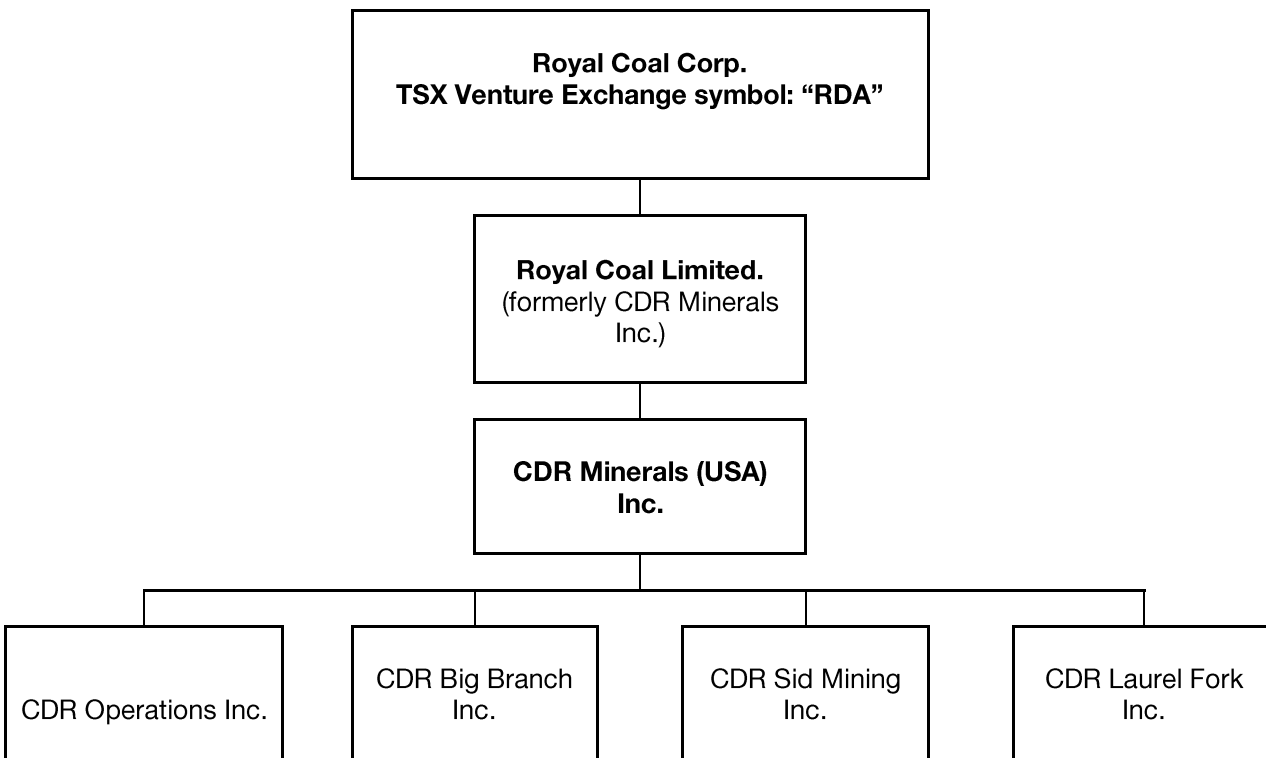 Royal Coal Corp.
TSX Venture Exchange symbol: “RDA”
Royal Coal Limited.
(formerly CDR Minerals
Inc.)
CDR Minerals (USA)
Inc.
CDR Operations Inc.
CDR Big Branch
Inc.
CDR Sid Mining
Inc.
CDR Laurel Fork
Inc.